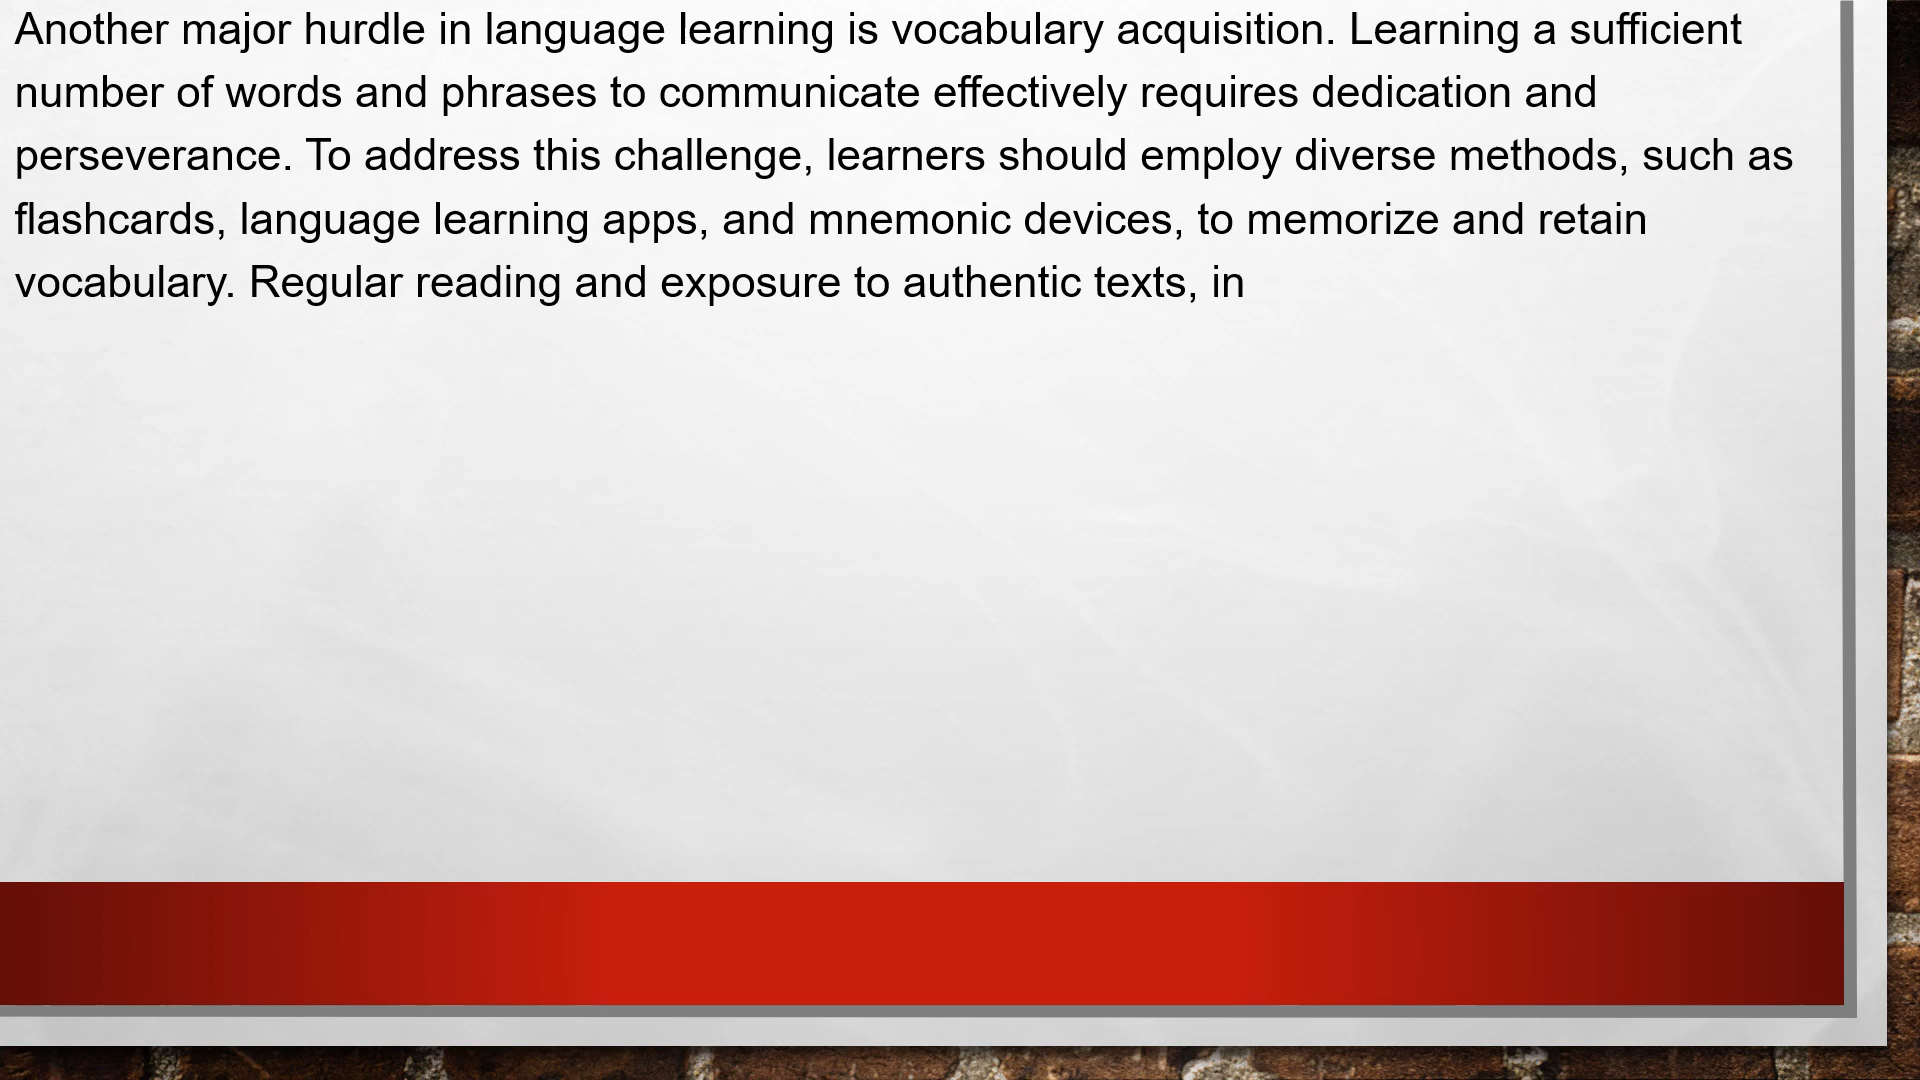 Another major hurdle in language learning is vocabulary acquisition. Learning a sufficient
number of words and phrases to communicate effectively requires dedication and
perseverance. To address this challenge, learners should employ diverse methods, such as
flashcards, language learning apps, and mnemonic devices, to memorize and retain
vocabulary. Regular reading and exposure to authentic texts, in